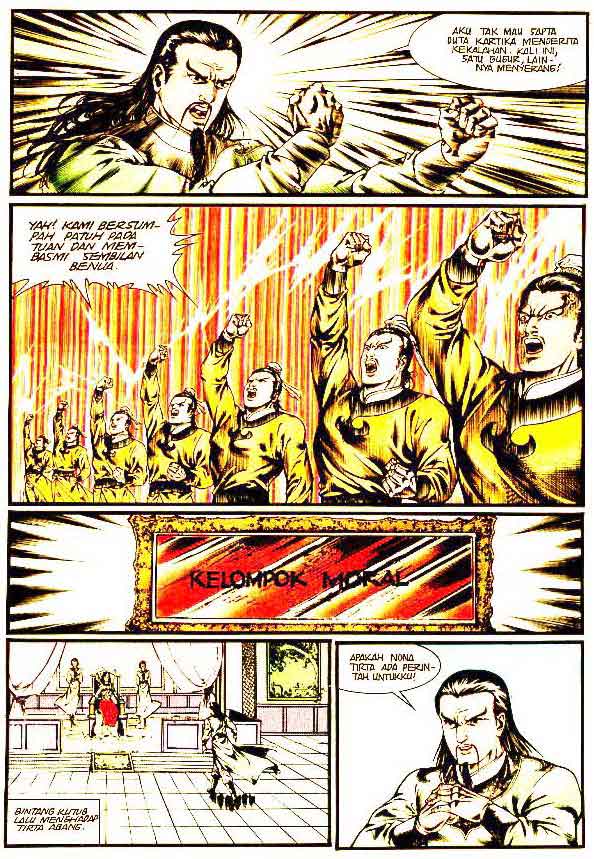 AKU TAK MAU SAPTA
DUTA KARTIKA MENDERITA
KEKALAHAN. KALI INI,
SATU GUGUR, LAIN-
NYA MENYERANG!
YAH! KAMI BERSUM-
PAH PATUH PADA
TUAN DAN MEM-
BASMI SEMBILAN
BENUA.
KELOMPOK MORAL
BINTANG KUTUB
LALU MENGHADAP
TIRTA ABANG.
APAKAH NONA
TIRTA ADA PERIN-
TAH UNTUKKU!